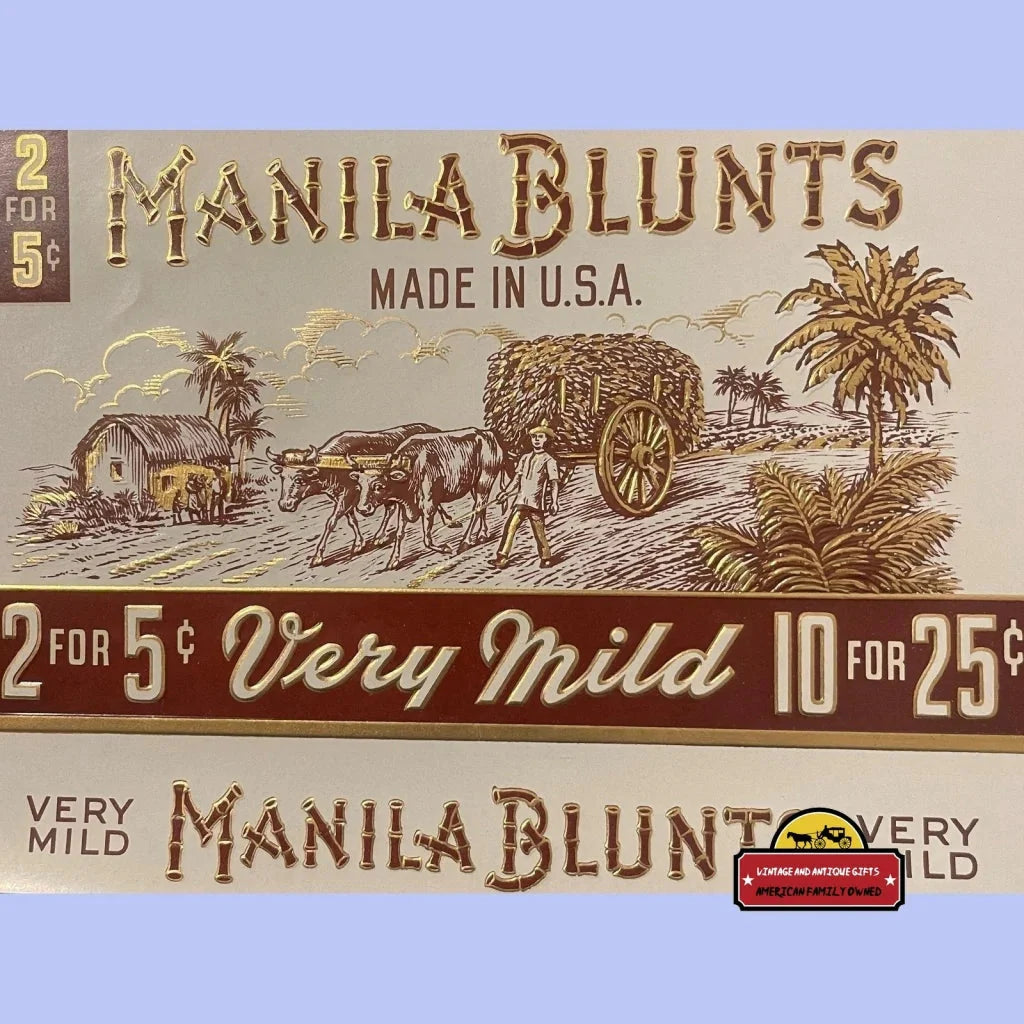 2
FOR
5¢
MANILA BLUNTS
MADE IN U.S.A.
2 FOR 5¢ Very Mild 10 FOR 25¢
VERY
MILD
MANILA BLUNT
VERY
ILD
VINTAGE AND ANTIQUE GIFTS
AMERICAN FAMILY OWNED